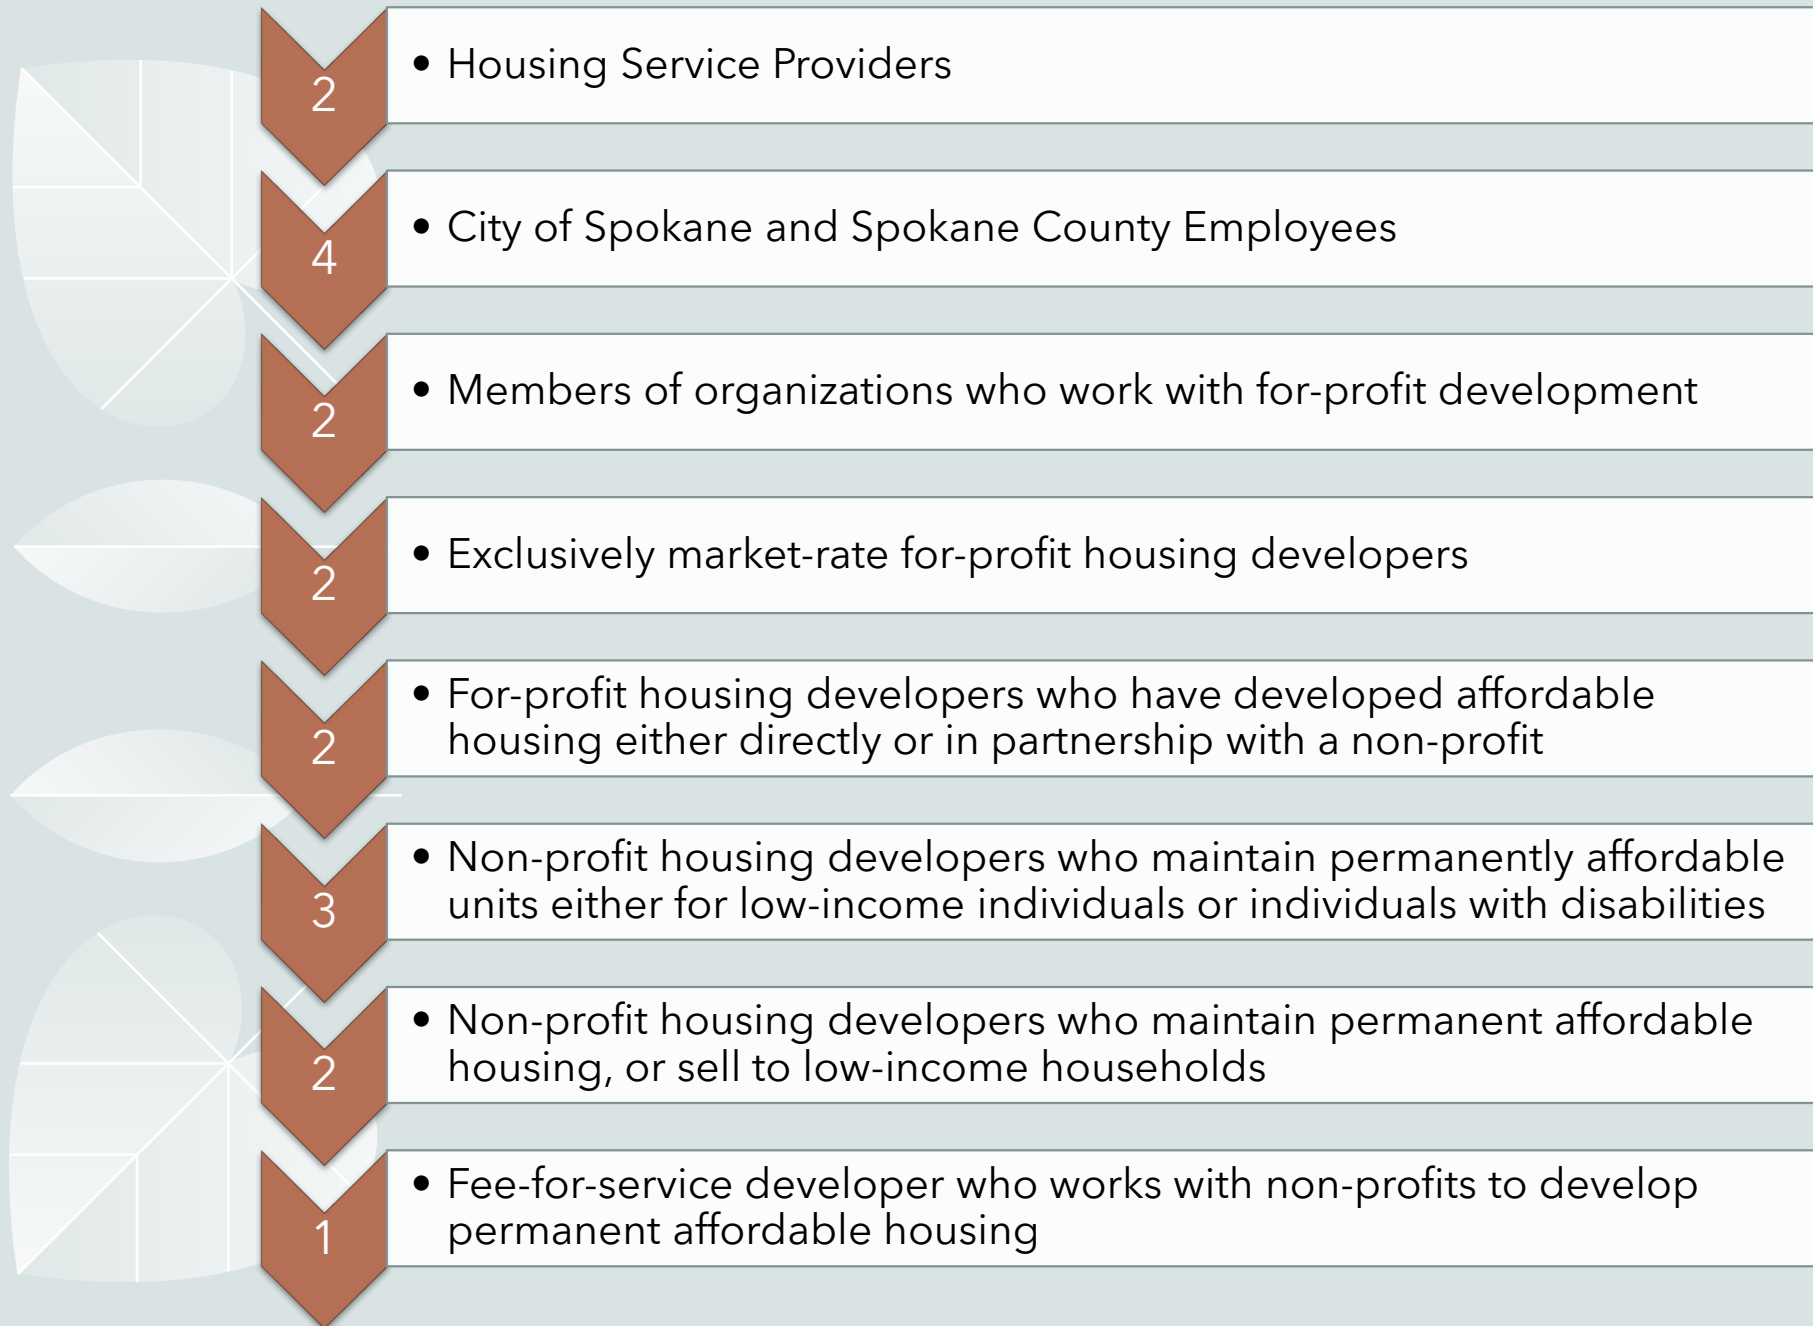 2
• Housing Service Providers
4
• City of Spokane and Spokane County Employees
2
• Members of organizations who work with for-profit development
2
• Exclusively market-rate for-profit housing developers
2
• For-profit housing developers who have developed affordable
housing either directly or in partnership with a non-profit
3
• Non-profit housing developers who maintain permanently affordable
units either for low-income individuals or individuals with disabilities
2
• Non-profit housing developers who maintain permanent affordable
housing, or sell to low-income households
1
• Fee-for-service developer who works with non-profits to develop
permanent affordable housing